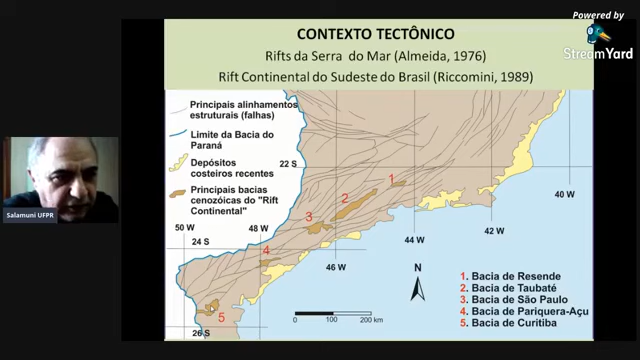 Powered by
StreamYard
CONTEXTO TECTÔNICO
Rifts da Serra do Mar (Almeida, 1976)
Rift Continental do Sudeste do Brasil (Riccomini, 1989)
Principais alinhamentos
estruturais (falhas)
Limite da Bacia do
Paraná
Depósitos
costeiros recentes
Principais bacias
cenozóicas do "Rift
Continental"
22 S
1
2
3
4
5
40 W
42 W
44 W
46 W
48 W
50 W
24 S
26 S
N
0 100 200 km
1. Bacia de Resende
2. Bacia de Taubaté
3. Bacia de São Paulo
4. Bacia de Pariquera-Açu
5. Bacia de Curitiba
Salamuni UFPR